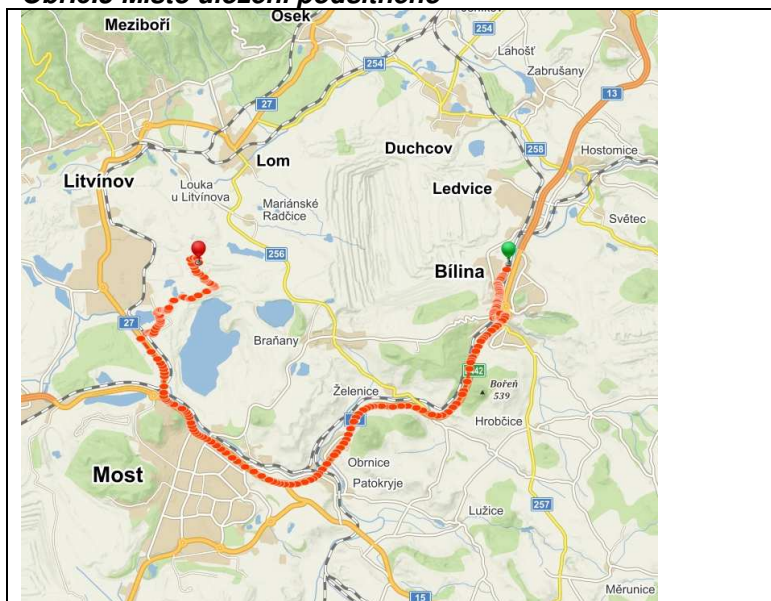 Meziboří
Osek
254
Lahošť
254
Zabrušany
27
13
Lom
Duchcov
258
Hostomice
Litvínov
Louka
u Litvínova
Ledvice
Mariánské
Radčice
Světec
256
Bílina
27
Braňany
Bořeň
539
Želenice
Hrobčice
Obrnice
Most
Patokryje
257
Lužice
15
Měrunice